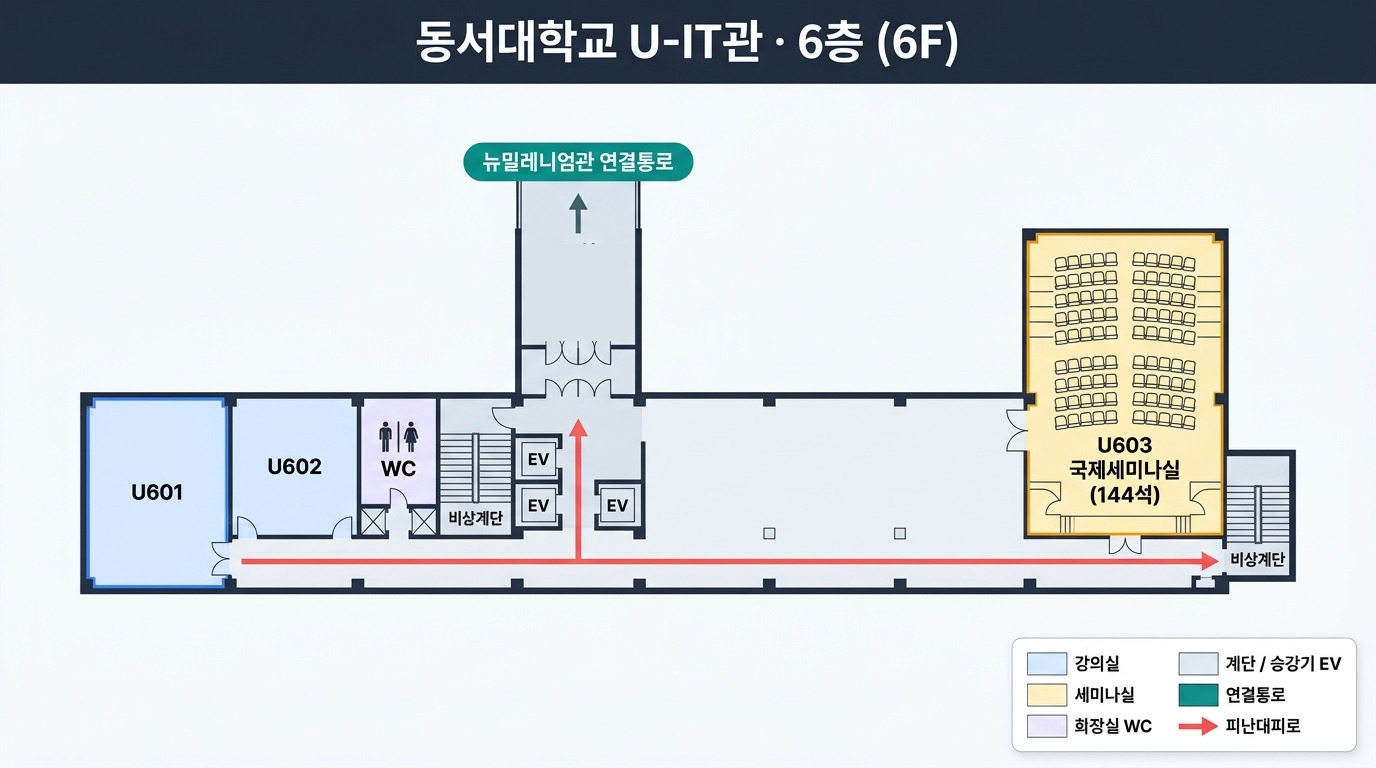 동서대학교 U-IT관 · 6층 (6F)
뉴밀레니엄관 연결통로
U601
U602
WC
비상계단
EV
EV
EV
U603
국제세미나실
(144석)
비상계단
강의실
계단 / 승강기 EV
세미나실
연결통로
화장실 WC
피난대피로